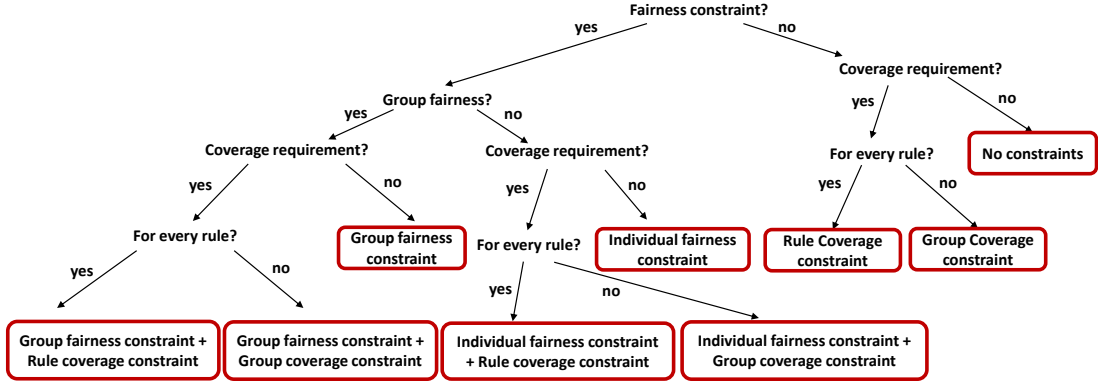 Fairness constraint?
yes
no
Coverage requirement?
Group fairness?
yes
no
yes
no
Coverage requirement?
Coverage requirement?
For every rule?
No constraints
yes
no
yes
no
yes
no
For every rule?
Group fairness
constraint
For every rule?
Individual fairness
constraint
Rule Coverage
constraint
Group Coverage
constraint
yes
no
yes
no
Group fairness constraint +
Rule coverage constraint
Group fairness constraint +
Group coverage constraint
Individual fairness constraint
+ Rule coverage constraint
Individual fairness constraint +
Group coverage constraint